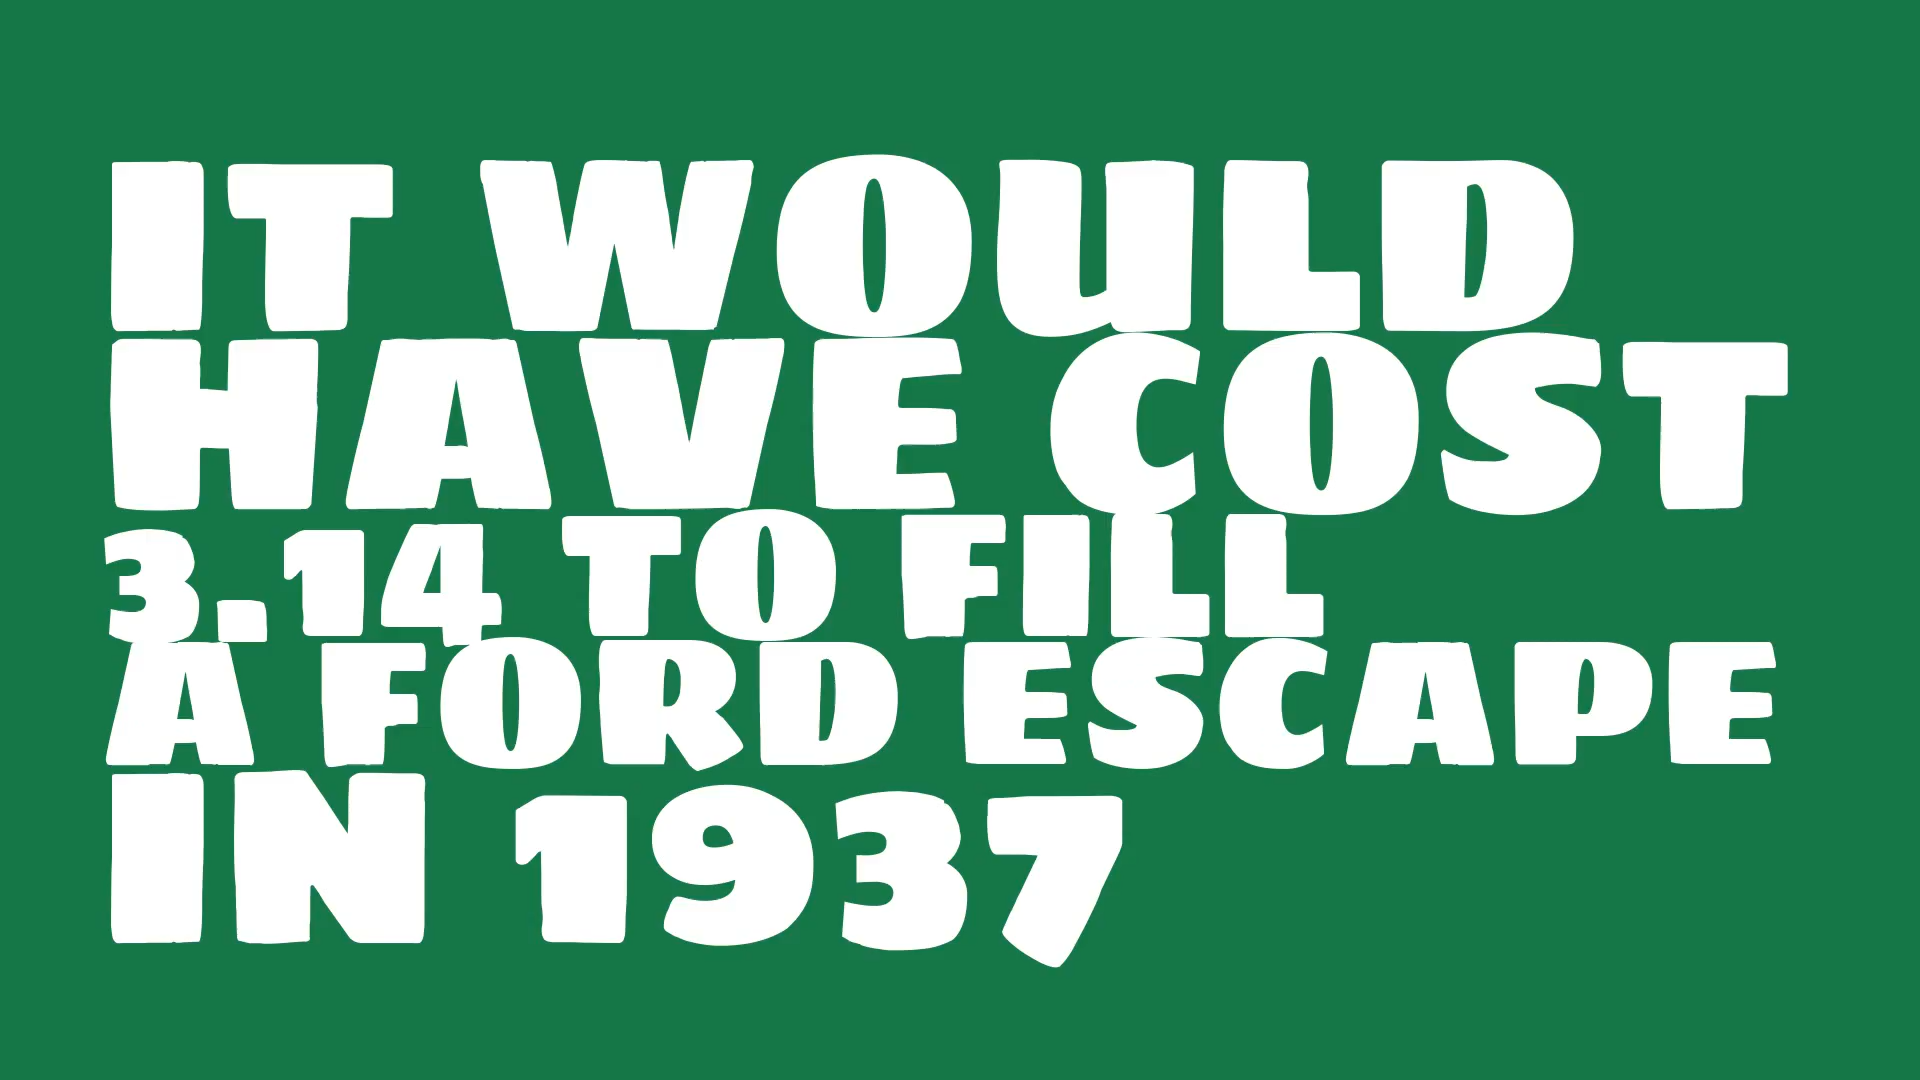 IT WOULD
HAVE COST
3.14 TO FILL
A FORD ESCAPE
IN 1937